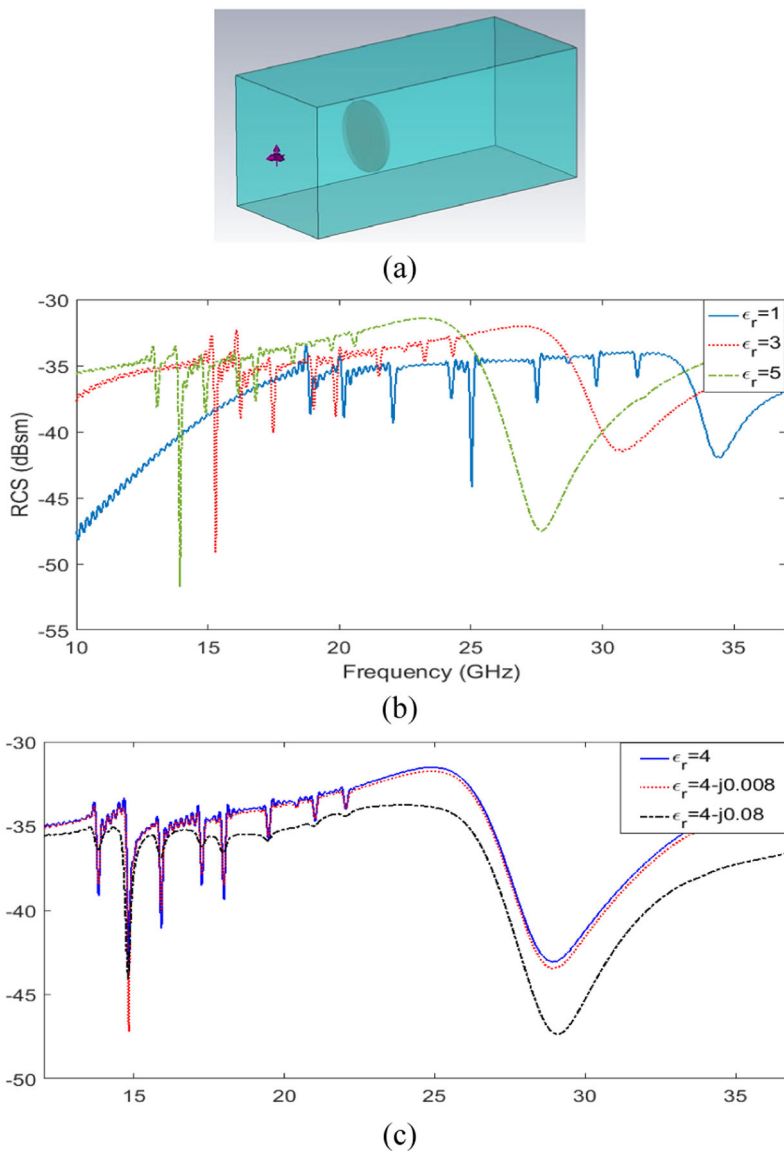 (a)
-30
-35
-40
-45
-50
-55
RCS (dBsm)
10 15 20 25 30 35
Frequency (GHz)
ϵr=1
ϵr=3
ϵr=5
(b)
-30
-35
-40
-45
-50
15 20 25 30 35
ϵr=4
ϵr=4-j0.008
ϵr=4-j0.08
(c)